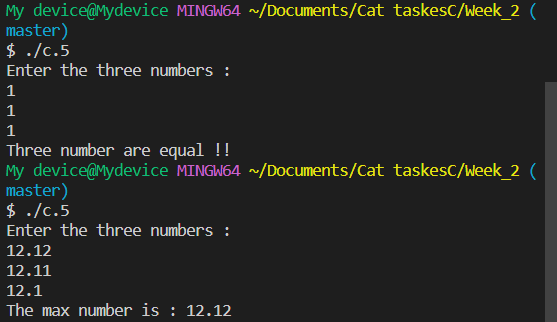 My device@Mydevice MINGW64 ~/Documents/Cat taskesC/Week_2 (
master)
$ ./c.5
Enter the three numbers :
1
1
1
Three number are equal !!
My device@Mydevice MINGW64 ~/Documents/Cat taskesC/Week_2 (
master)
$ ./c.5
Enter the three numbers :
12.12
12.11
12.1
The max number is : 12.12